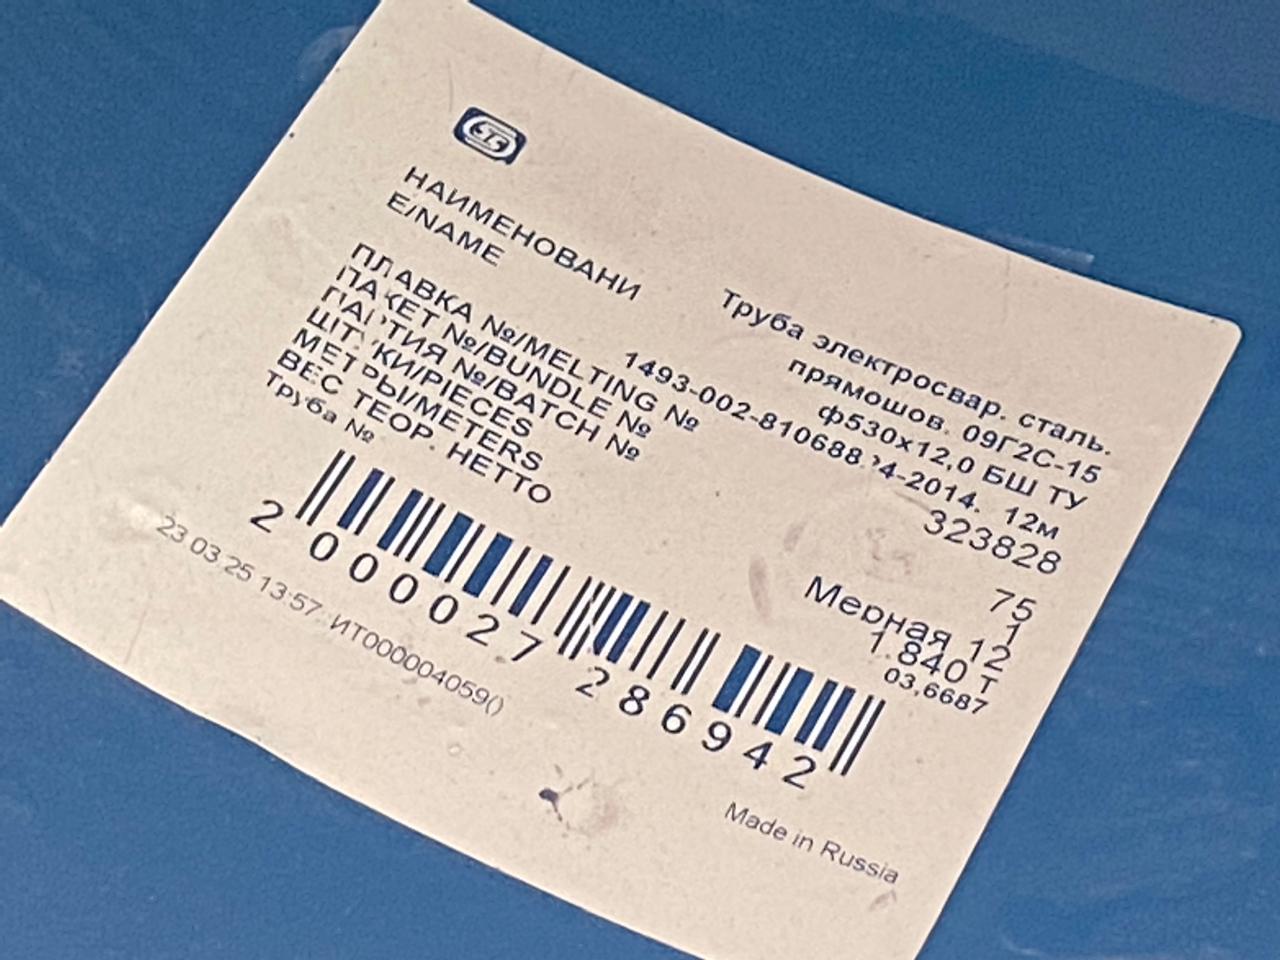 НАИМЕНОВАНИ
Е/NAME
Труба электросвар. сталь.
прямошов. 09Г2С-15
ф530х12,0 БШ ТУ
1493-002-810688 4-2014. 12м
ПЛАВКА №/MELTING №
323828
ПАКЕТ №/BUNDLE №
ПАРТИЯ №/BATCH №
75
ШТУКИ/PIECES
1
МЕТРЫ/METERS
Мерная 12
ВЕС ТЕОР. НЕТТО
1.840 т
Труба №
03,6687
2 000027 286942
23.03.25 13:57, ИТ000004059()
Made in Russia